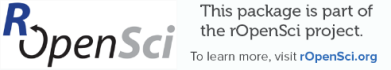 ROpenSci
This package is part of
the rOpenSci project.
To learn more, visit rOpenSci.org